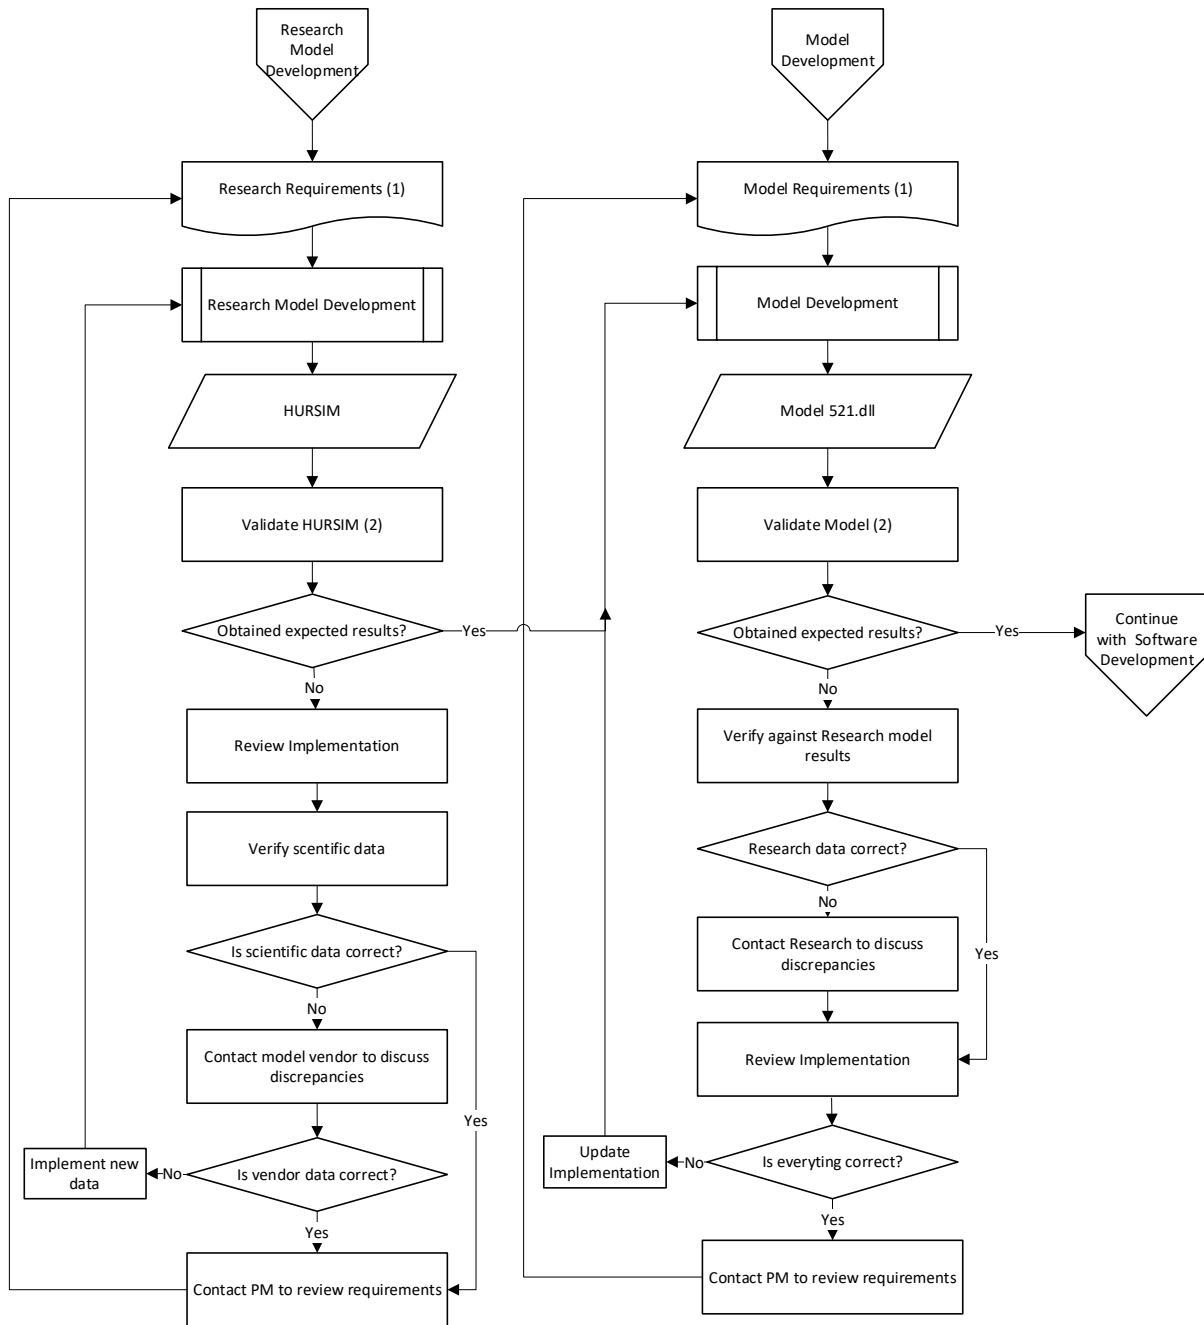 Research
Model
Development
Research Requirements (1)
Research Model Development
HURSIM
Validate HURSIM (2)
Obtained expected results?
Yes
No
Review Implementation
Verify scentific data
Is scientific data correct?
No
Yes
Contact model vendor to discuss
discrepancies
Is vendor data correct?
No
Implement new
data
Yes
Contact PM to review requirements
Model
Development
Model Requirements (1)
Model Development
Model 521.dll
Validate Model (2)
Obtained expected results?
Yes
Continue
with Software
Development
No
Verify against Research model
results
Research data correct?
No
Yes
Contact Research to discuss
discrepancies
Review Implementation
Is everyting correct?
No
Update
Implementation
Yes
Contact PM to review requirements